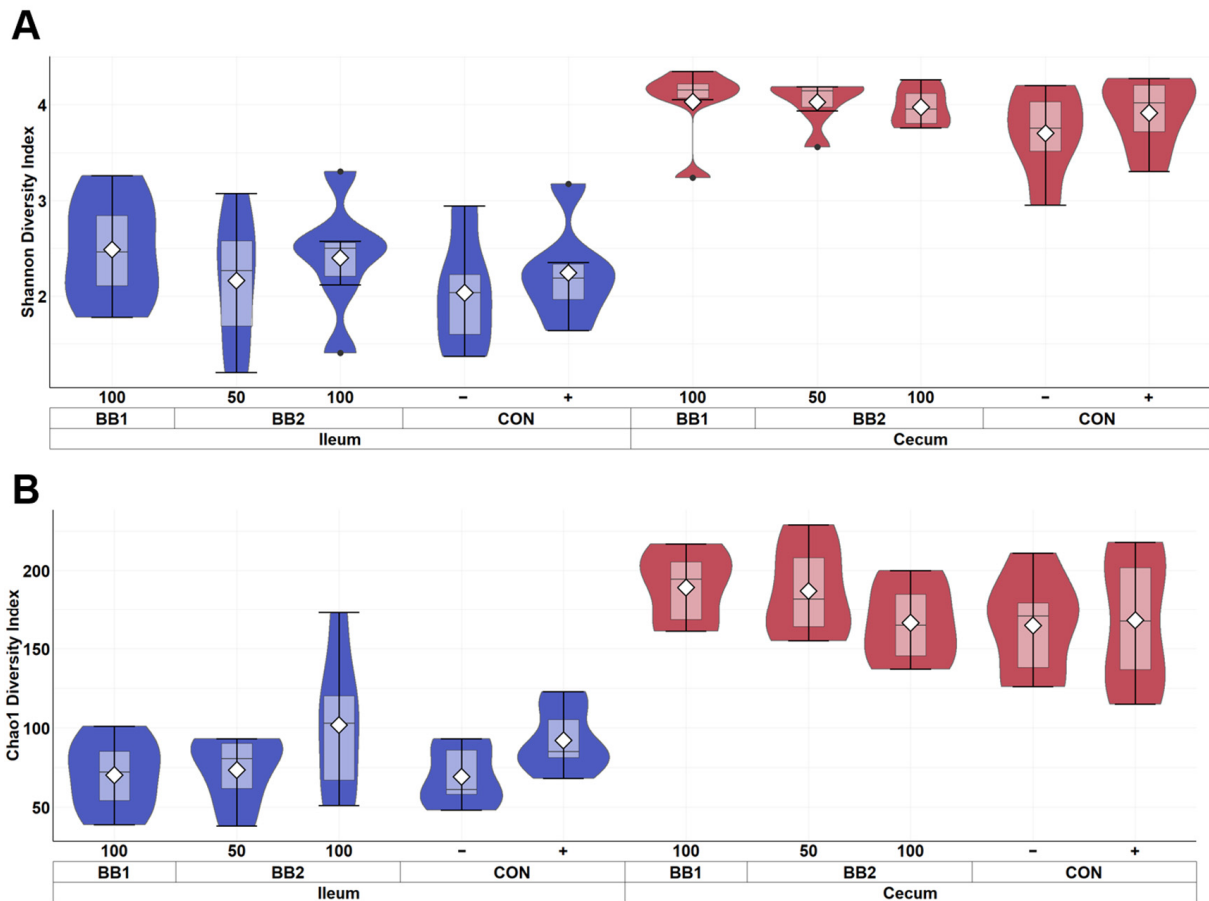 A
Shannon Diversity Index
4
3
2
100 50 100 − + 100 50 100 − +
BB1 BB2 CON BB1 BB2 CON
Ileum Cecum
B
Chao1 Diversity Index
200
150
100
50
100 50 100 − + 100 50 100 − +
BB1 BB2 CON BB1 BB2 CON
Ileum Cecum